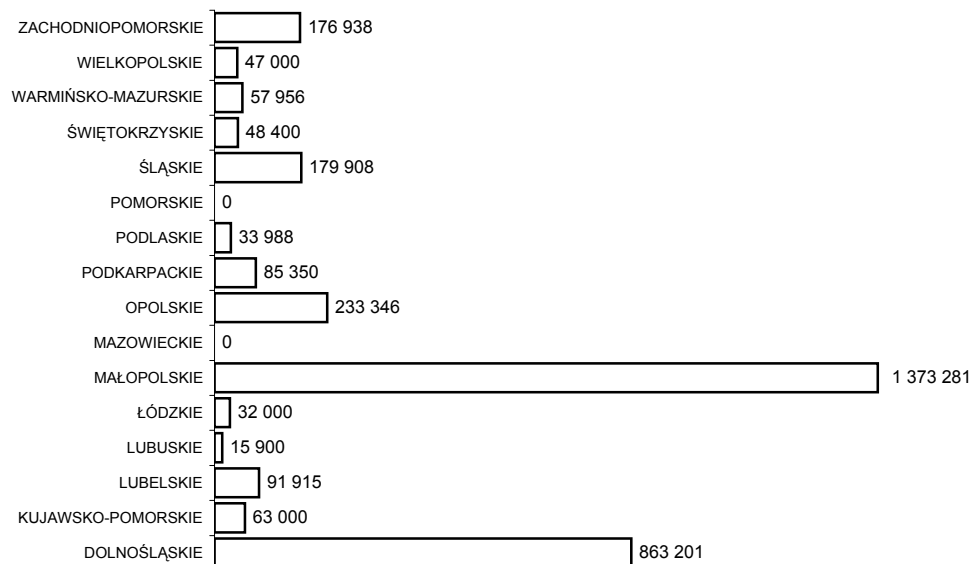 ZACHODNIOPOMORSKIE 176 938
WIELKOPOLSKIE 47 000
WARMIŃSKO-MAZURSKIE 57 956
ŚWIĘTOKRZYSKIE 48 400
ŚLĄSKIE 179 908
POMORSKIE 0
PODLASKIE 33 988
PODKARPACKIE 85 350
OPOLSKIE 233 346
MAZOWIECKIE 0
MAŁOPOLSKIE 1 373 281
ŁÓDZKIE 32 000
LUBUSKIE 15 900
LUBELSKIE 91 915
KUJAWSKO-POMORSKIE 63 000
DOLNOŚLĄSKIE 863 201